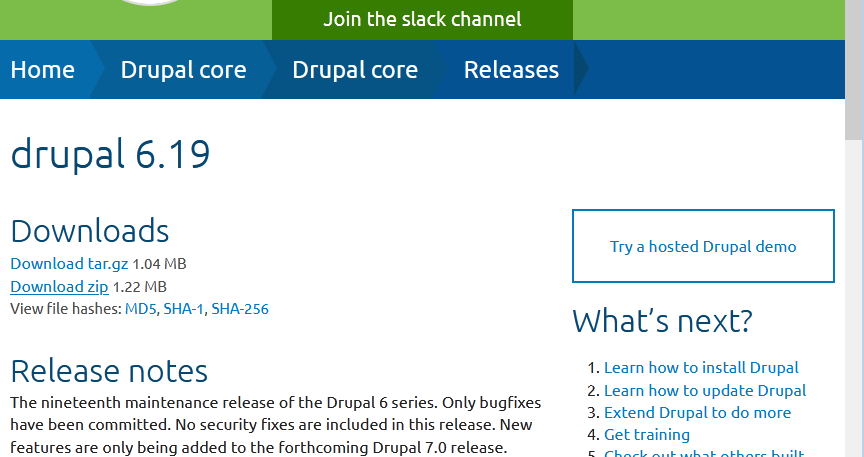 Join the slack channel
Home Drupal core Drupal core Releases
drupal 6.19
Downloads
Download tar.gz 1.04 MB
Download zip 1.22 MB
View file hashes: MD5, SHA-1, SHA-256
Release notes
The nineteenth maintenance release of the Drupal 6 series. Only bugfixes
have been committed. No security fixes are included in this release. New
features are only being added to the forthcoming Drupal 7.0 release.
Try a hosted Drupal demo
What's next?
1. Learn how to install Drupal
2. Learn how to update Drupal
3. Extend Drupal to do more
4. Get training
5. Check out what others built